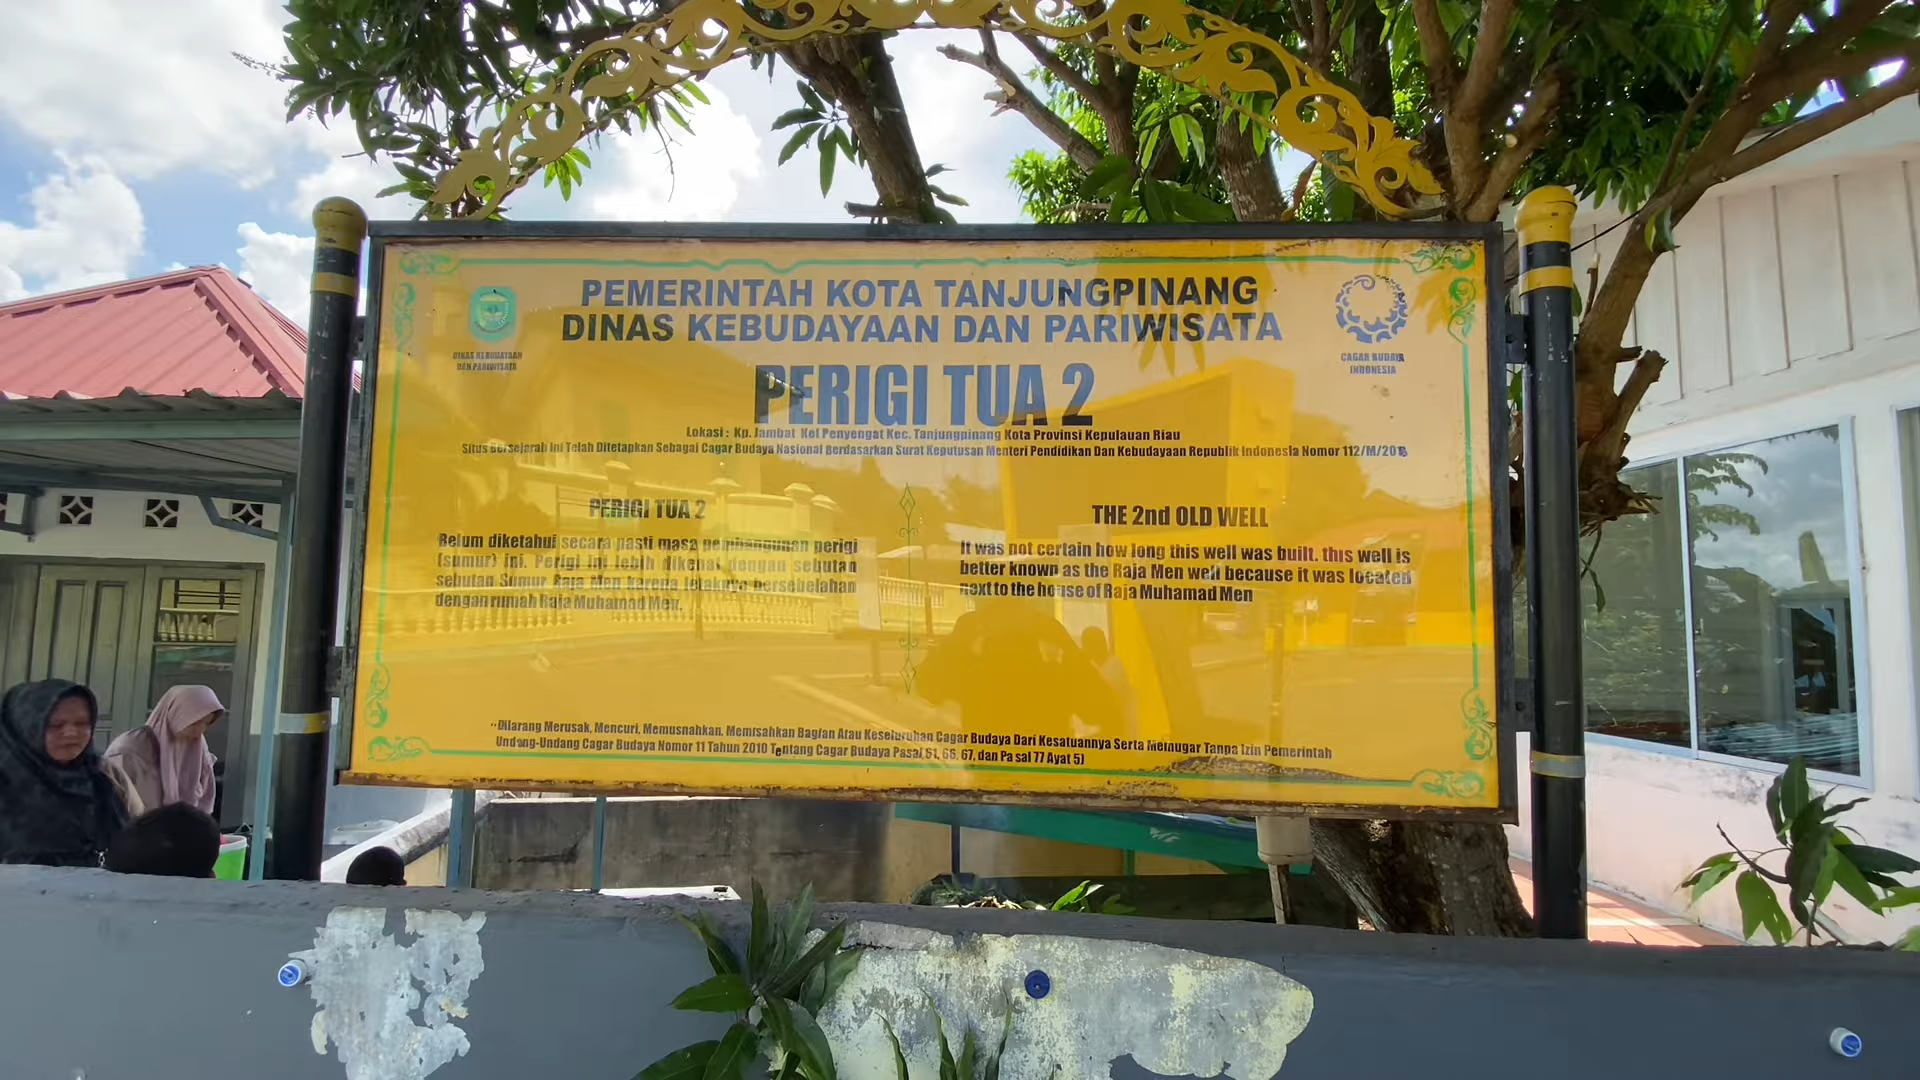 PEMERINTAH KOTA TANJUNGPINANG
DINAS KEBUDAYAAN DAN PARIWISATA
DINAS KEBUDAYAAN
DAN PARIWISATA
CAGAR BUDAYA
INDONESIA
PERIGI TUA 2
Lokasi : Kp. Jambat Kel Penyengat Kec. Tanjungpinang Kota Provinsi Kepulauan Riau
Situs Bersejarah Ini Telah Ditetapkan Sebagai Cagar Budaya Nasional Berdasarkan Surat Keputusan Menteri Pendidikan Dan Kebudayaan Republik Indonesia Nomor 112/M/2018
PERIGI TUA 2
Belum diketahui secara pasti masa pembangunan perigi
(sumur) ini. Perigi ini lebih dikenal dengan sebutan
sebutan Sumur Raja Men karena letaknya bersebelahan
dengan rumah Raja Muhamad Men.
THE 2nd OLD WELL
It was not certain how long this well was built. this well is
better known as the Raja Men well because it was located
next to the house of Raja Muhamad Men
"Dilarang Merusak, Mencuri, Memusnahkan, Memisahkan Bagian Atau Keseluruhan Cagar Budaya Dari Kesatuannya Serta Memugar Tanpa Izin Pemerintah
Undang-Undang Cagar Budaya Nomor 11 Tahun 2010 Tentang Cagar Budaya Pasal 61, 66, 67, dan Pasal 77 Ayat 5)